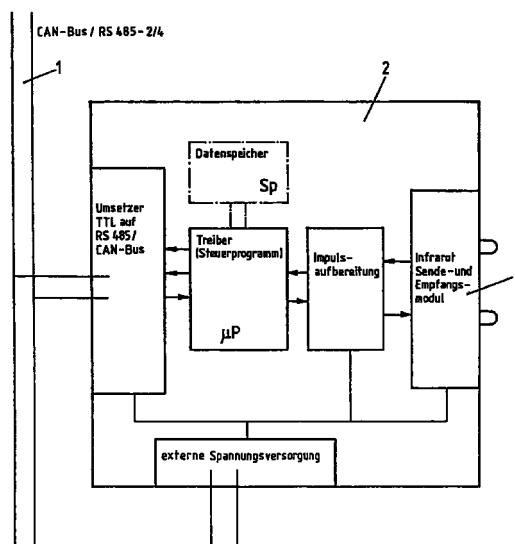 CAN-Bus / RS 485-2/4
1
2
Datenspeicher
Sp
Umsetzer
TTL auf
RS 485/
CAN-Bus
Treiber
(Steuerprogramm)
µP
Impuls-
aufbereitung
Infrarot
Sende-und
Empfangs-
modul
externe Spannungsversorgung